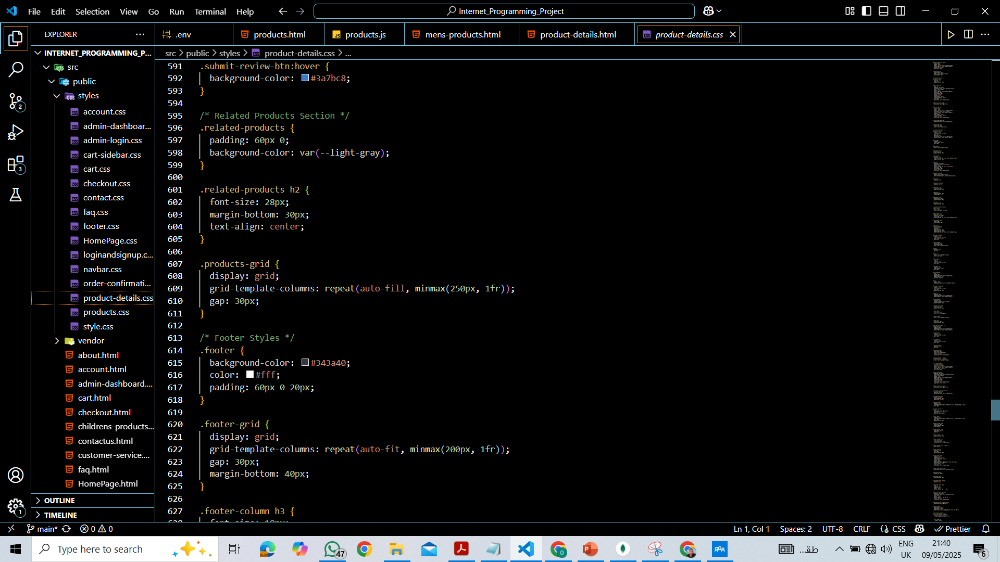 File Edit Selection View Go Run Terminal Help
Internet_Programming_Project
EXPLORER
.env
products.html
products.js
mens-products.html
product-details.html
product-details.css
INTERNET_PROGRAMMING_P...
src
public
styles
account.css
admin-dashboar...
admin-login.css
cart-sidebar.css
cart.css
checkout.css
contact.css
faq.css
footer.css
HomePage.css
loginandsignup.c...
navbar.css
order-confirmati...
product-details.css
products.css
style.css
vendor
about.html
account.html
admin-dashboard....
cart.html
checkout.html
childrens-products...
contactus.html
customer-service....
faq.html
HomePage.html
OUTLINE
TIMELINE
2
3
1
src > public > styles > product-details.css > ...
591 .submit-review-btn:hover {
592 background-color: #3a7bc8;
593 }
594
595 /* Related Products Section */
596 .related-products {
597 padding: 60px 0;
598 background-color: var(--light-gray);
599 }
600
601 .related-products h2 {
602 font-size: 28px;
603 margin-bottom: 30px;
604 text-align: center;
605 }
606
607 .products-grid {
608 display: grid;
609 grid-template-columns: repeat(auto-fill, minmax(250px, 1fr));
610 gap: 30px;
611 }
612
613 /* Footer Styles */
614 .footer {
615 background-color: #343a40;
616 color: #fff;
617 padding: 60px 0 20px;
618 }
619
620 .footer-grid {
621 display: grid;
622 grid-template-columns: repeat(auto-fit, minmax(200px, 1fr));
623 gap: 30px;
624 margin-bottom: 40px;
625 }
626
627 .footer-column h3 {
main* 0 0
Ln 1, Col 1 Spaces: 2 UTF-8 CRLF {} CSS Prettier
Type here to search
47
طق...
ENG
UK
21:40
09/05/2025
6